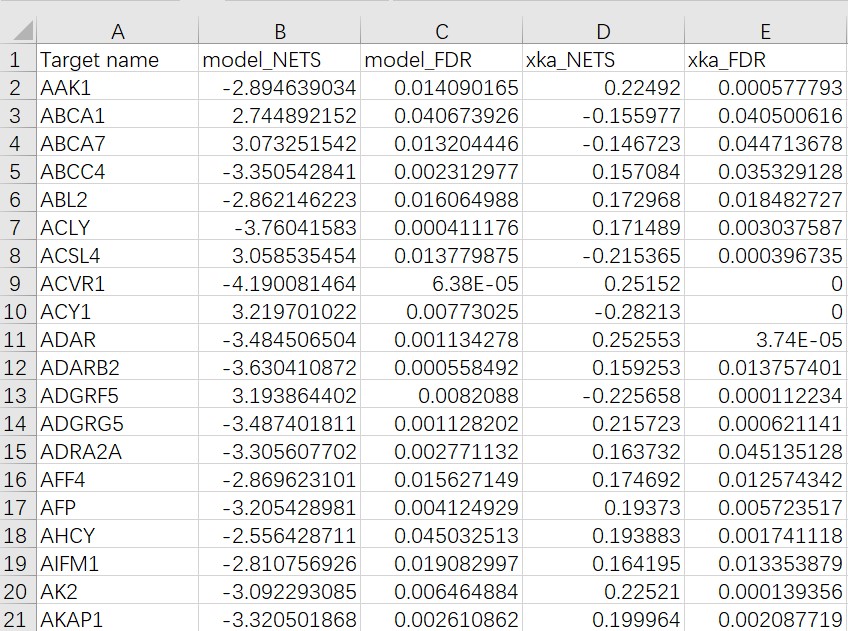 A B C D E
1 Target name model_NETS model_FDR xka_NETS xka_FDR
2 AAK1 -2.894639034 0.014090165 0.22492 0.000577793
3 ABCA1 2.744892152 0.040673926 -0.155977 0.040500616
4 ABCA7 3.073251542 0.013204446 -0.146723 0.044713678
5 ABCC4 -3.350542841 0.002312977 0.157084 0.035329128
6 ABL2 -2.862146223 0.016064988 0.172968 0.018482727
7 ACLY -3.76041583 0.000411176 0.171489 0.003037587
8 ACSL4 3.058535454 0.013779875 -0.215365 0.000396735
9 ACVR1 -4.190081464 6.38E-05 0.25152 0
10 ACY1 3.219701022 0.00773025 -0.28213 0
11 ADAR -3.484506504 0.001134278 0.252553 3.74E-05
12 ADARB2 -3.630410872 0.000558492 0.159253 0.013757401
13 ADGRF5 3.193864402 0.0082088 -0.225658 0.000112234
14 ADGRG5 -3.487401811 0.001128202 0.215723 0.000621141
15 ADRA2A -3.305607702 0.002771132 0.163732 0.045135128
16 AFF4 -2.869623101 0.015627149 0.174692 0.012574342
17 AFP -3.205428981 0.004124929 0.19373 0.005723517
18 AHCY -2.556428711 0.045032513 0.193883 0.001741118
19 AIFM1 -2.810756926 0.019082997 0.164195 0.013353879
20 AK2 -3.092293085 0.006464884 0.22521 0.000139356
21 AKAP1 -3.320501868 0.002610862 0.199964 0.002087719